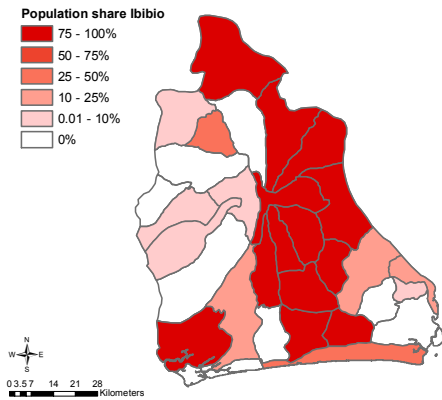 Population share Ibibio
75 - 100%
50 - 75%
25 - 50%
10 - 25%
0.01 - 10%
0%
N
W E
S
0 3.5 7 14 21 28
Kilometers